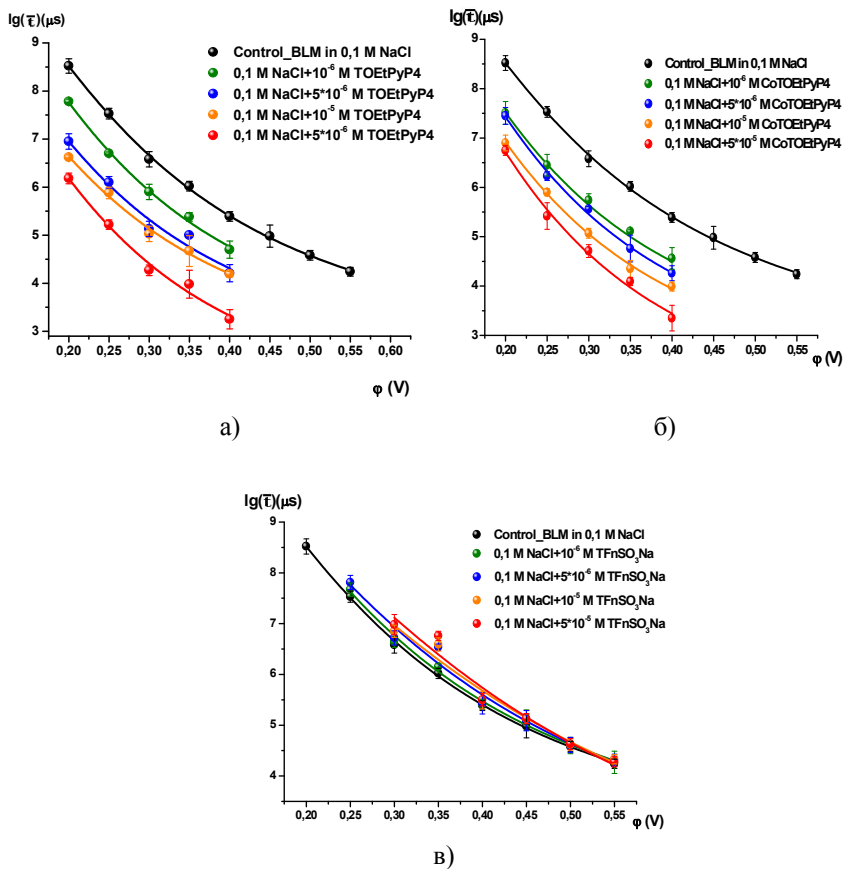 lg(τ̅)(μs)
9
8
7
6
5
4
3
0,20 0,25 0,30 0,35 0,40 0,45 0,50 0,55 0,60
φ (V)
Control_BLM in 0,1 M NaCl
0,1 M NaCl+10⁻⁶ M TOEtPyP4
0,1 M NaCl+5*10⁻⁶ M TOEtPyP4
0,1 M NaCl+10⁻⁵ M TOEtPyP4
0,1 M NaCl+5*10⁻⁶ M TOEtPyP4
а)
lg(τ̅)(μs)
9
8
7
6
5
4
3
0,20 0,25 0,30 0,35 0,40 0,45 0,50 0,55
φ (V)
Control_BLM in 0,1 M NaCl
0,1 M NaCl+10⁻⁶ M CoTOEtPyP4
0,1 M NaCl+5*10⁻⁶ M CoTOEtPyP4
0,1 M NaCl+10⁻⁵ M CoTOEtPyP4
0,1 M NaCl+5*10⁻⁵ M CoTOEtPyP4
б)
lg(τ̅)(μs)
9
8
7
6
5
4
0,20 0,25 0,30 0,35 0,40 0,45 0,50 0,55
φ (V)
Control_BLM in 0,1 M NaCl
0,1 M NaCl+10⁻⁶ M TFnSO₃Na
0,1 M NaCl+5*10⁻⁶ M TFnSO₃Na
0,1 M NaCl+10⁻⁵ M TFnSO₃Na
0,1 M NaCl+5*10⁻⁵ M TFnSO₃Na
в)